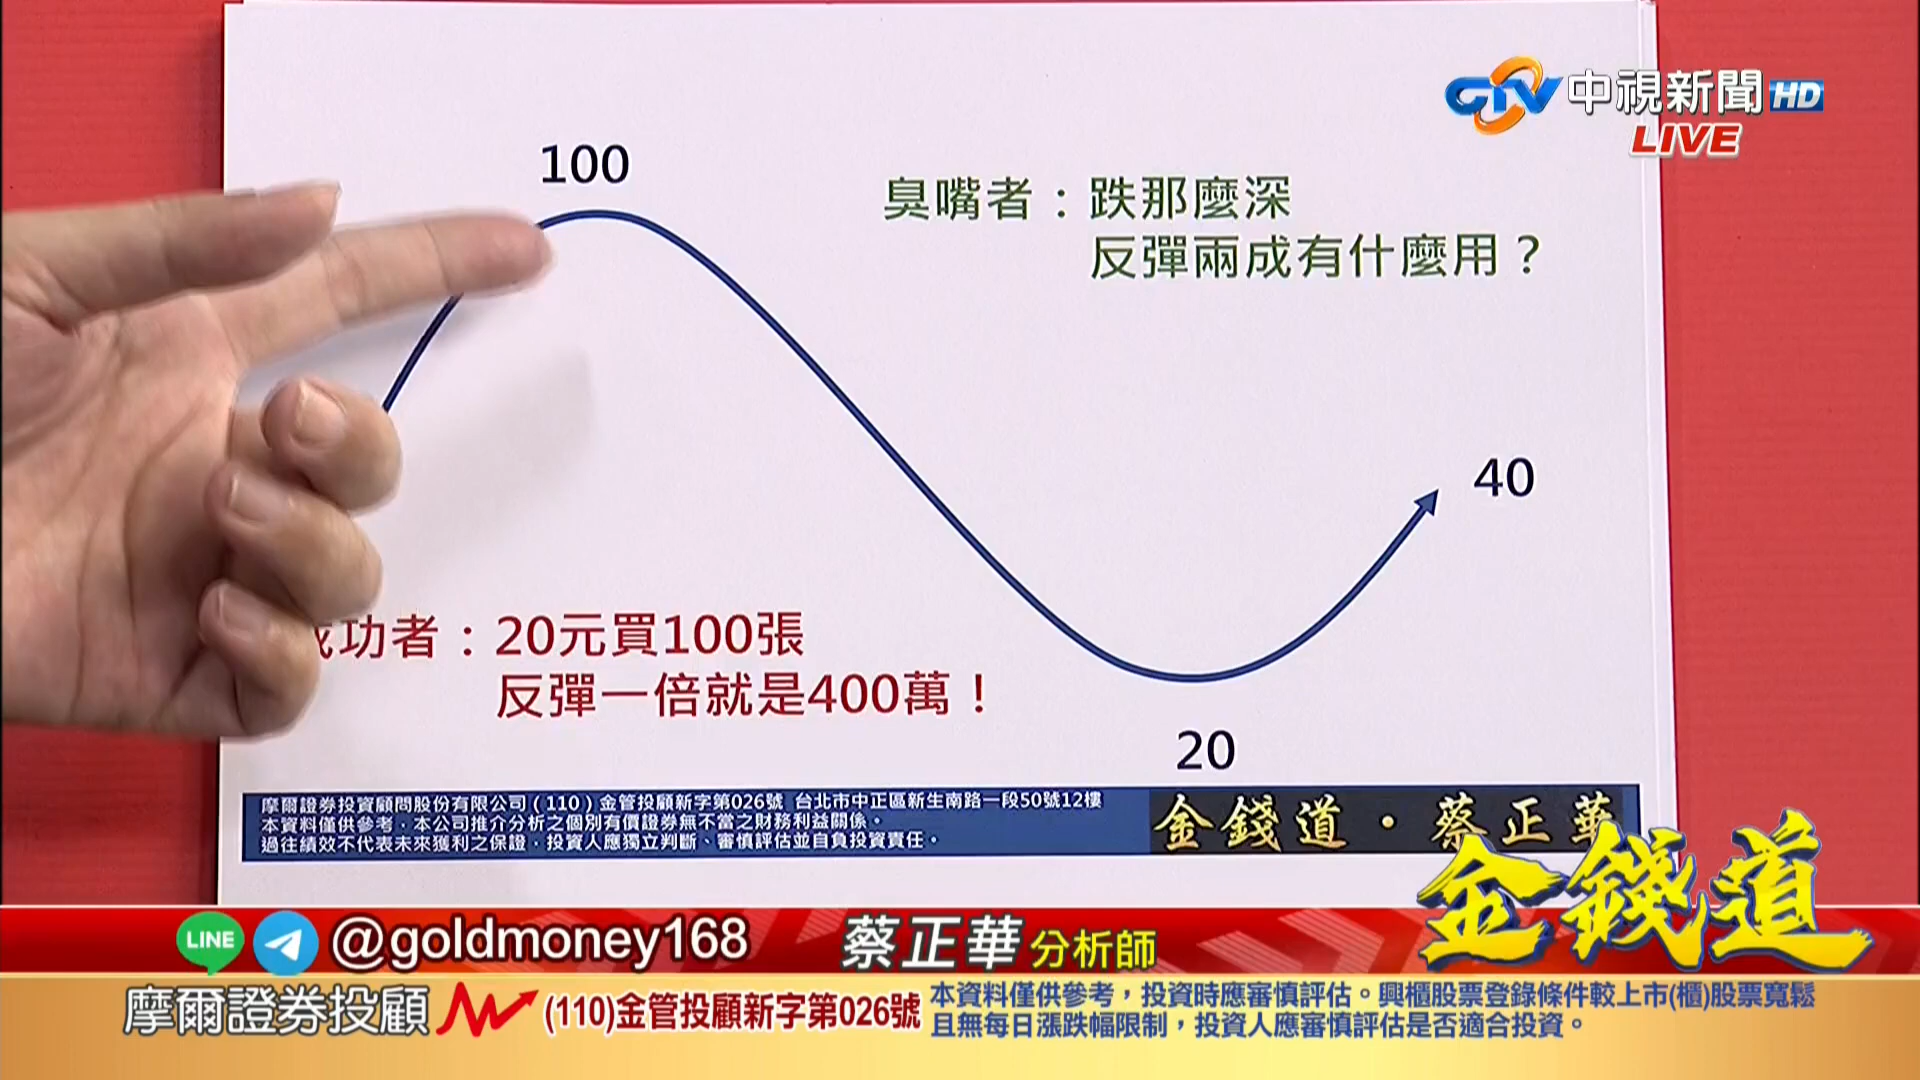 CTV 中視新聞 HD
LIVE
100
臭嘴者：跌那麼深
反彈兩成有什麼用？
40
成功者：20元買100張
反彈一倍就是400萬！
20
摩爾證券投資顧問股份有限公司（110）金管投顧新字第026號 台北市中正區新生南路一段50號12樓
本資料僅供參考，本公司推介分析之個別有價證券無不當之財務利益關係。
過往績效不代表未來獲利之保證，投資人應獨立判斷、審慎評估並自負投資責任。
金錢道・蔡正華
金錢道
LINE @goldmoney168 蔡正華 分析師
摩爾證券投顧 (110)金管投顧新字第026號
本資料僅供參考，投資時應審慎評估。興櫃股票登錄條件較上市(櫃)股票寬鬆
且無每日漲跌幅限制，投資人應審慎評估是否適合投資。